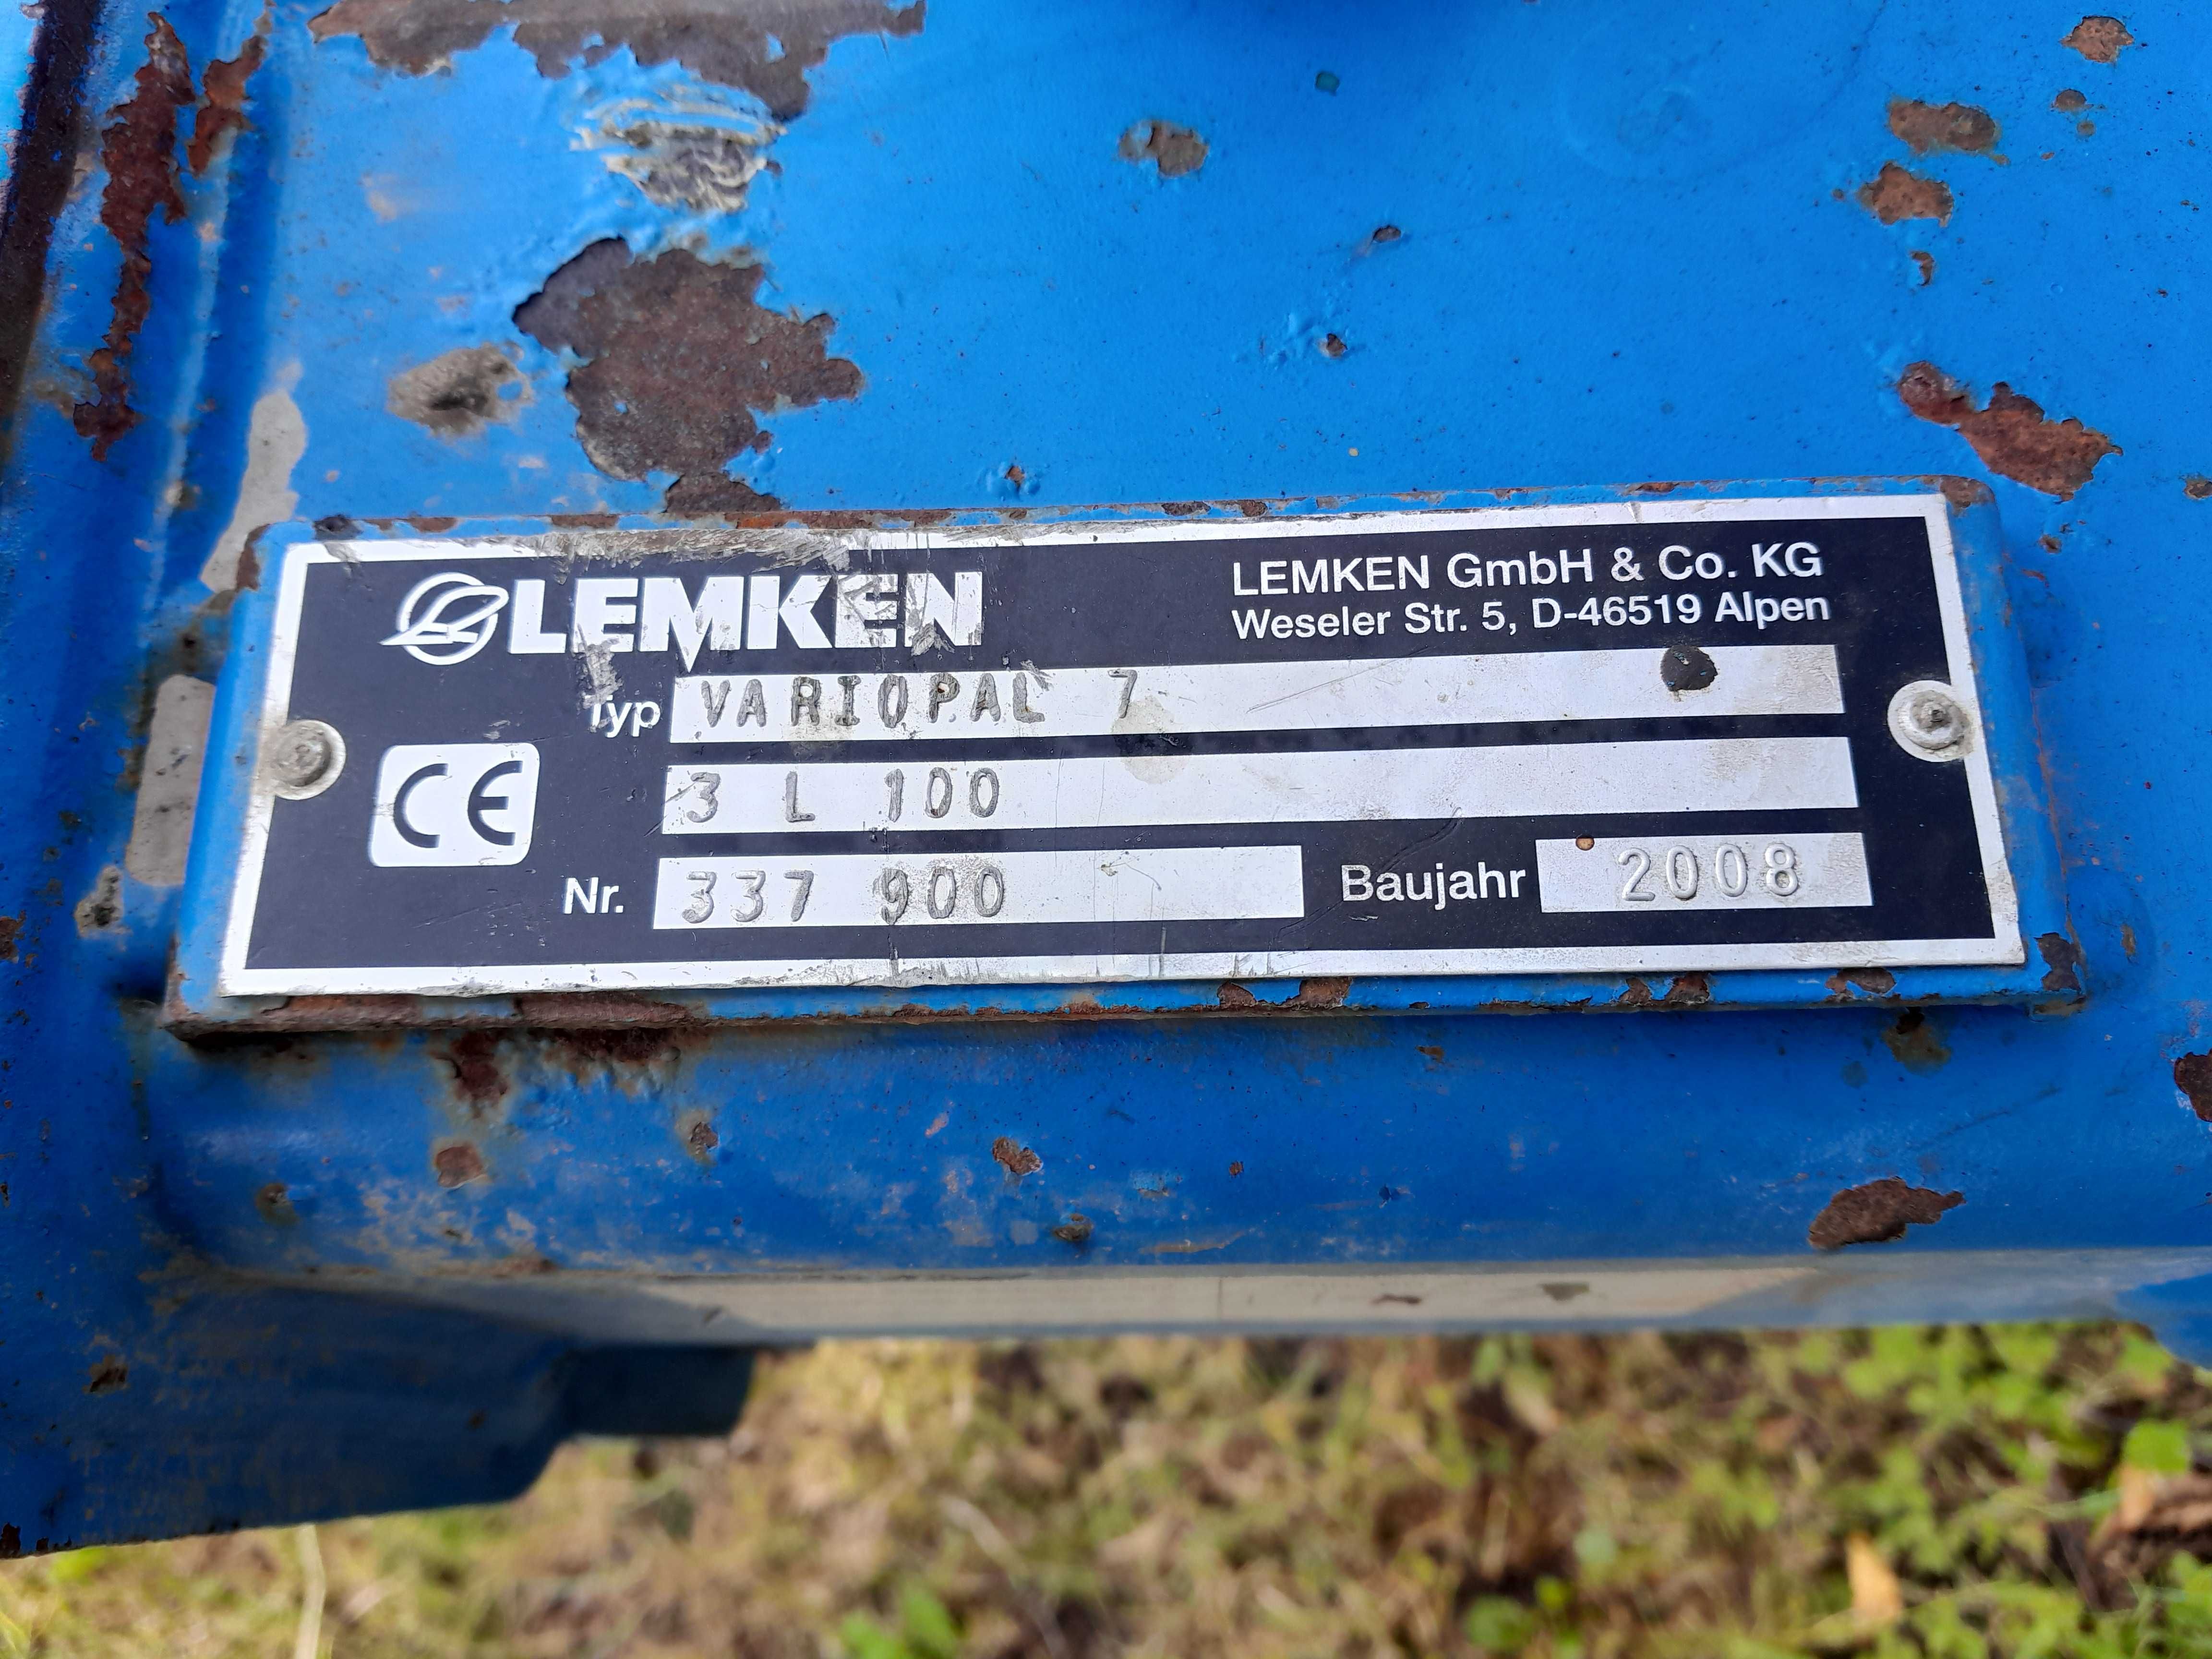 LEMKEN
LEMKEN GmbH & Co. KG
Weseler Str. 5, D-46519 Alpen
Typ VARIOPAL 7
3 L 100
CE
Nr. 337 900 Baujahr 2008